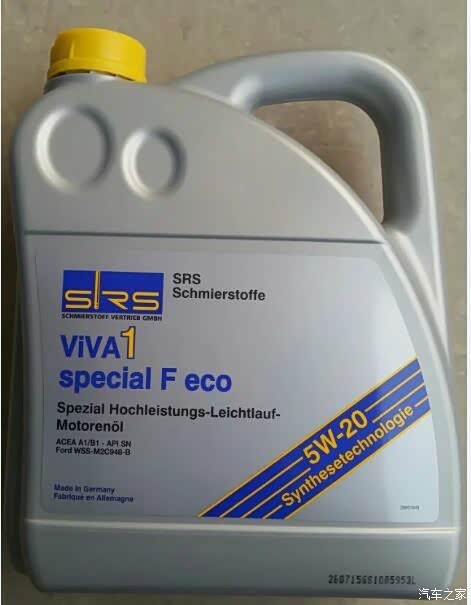 SRS
SCHMIERSTOFF VERTRIEB GMBH
SRS
Schmierstoffe
ViVA1
special F eco
Spezial Hochleistungs-Leichtlauf-
Motorenöl
ACEA A1/B1 - API SN
Ford WSS-M2C948-B
5W-20
Synthesetechnologie
Made in Germany
Fabriqué en Allemagne
汽车之家